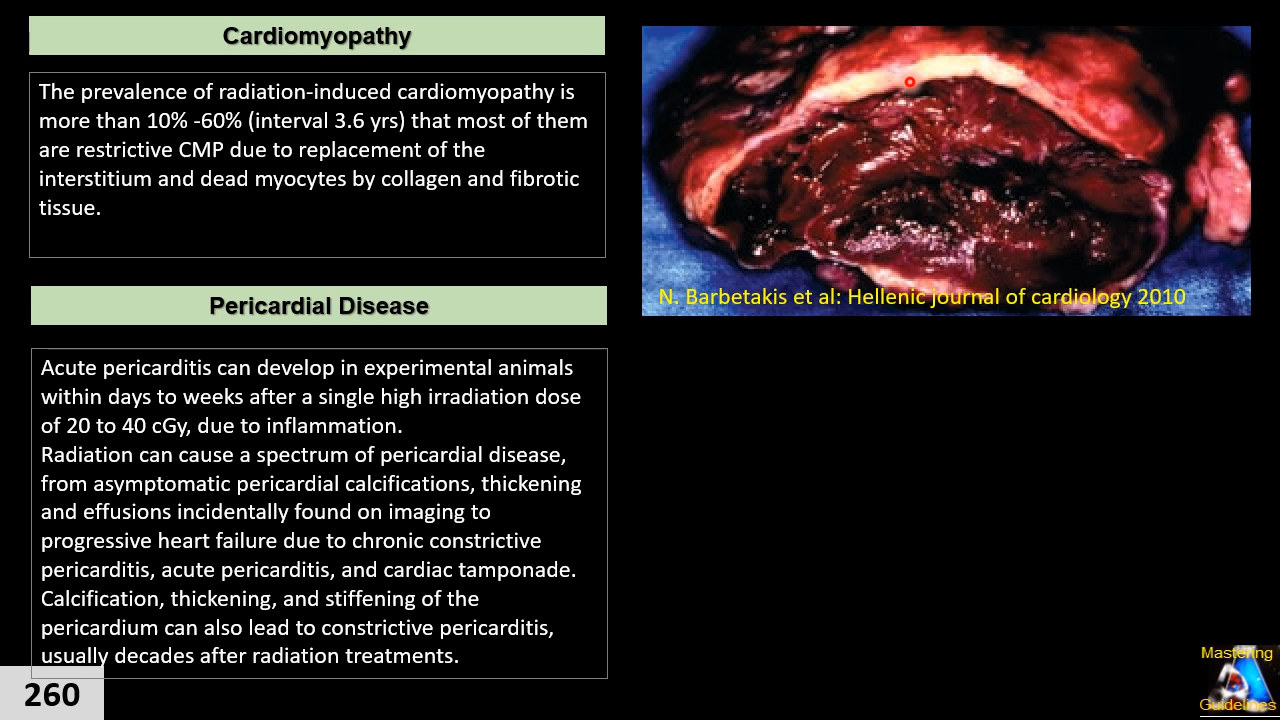 Cardiomyopathy
The prevalence of radiation-induced cardiomyopathy is
more than 10% -60% (interval 3.6 yrs) that most of them
are restrictive CMP due to replacement of the
interstitium and dead myocytes by collagen and fibrotic
tissue.
N. Barbetakis et al: Hellenic journal of cardiology 2010
Pericardial Disease
Acute pericarditis can develop in experimental animals
within days to weeks after a single high irradiation dose
of 20 to 40 cGy, due to inflammation.
Radiation can cause a spectrum of pericardial disease,
from asymptomatic pericardial calcifications, thickening
and effusions incidentally found on imaging to
progressive heart failure due to chronic constrictive
pericarditis, acute pericarditis, and cardiac tamponade.
Calcification, thickening, and stiffening of the
pericardium can also lead to constrictive pericarditis,
usually decades after radiation treatments.
260
Mastering
Guidelines